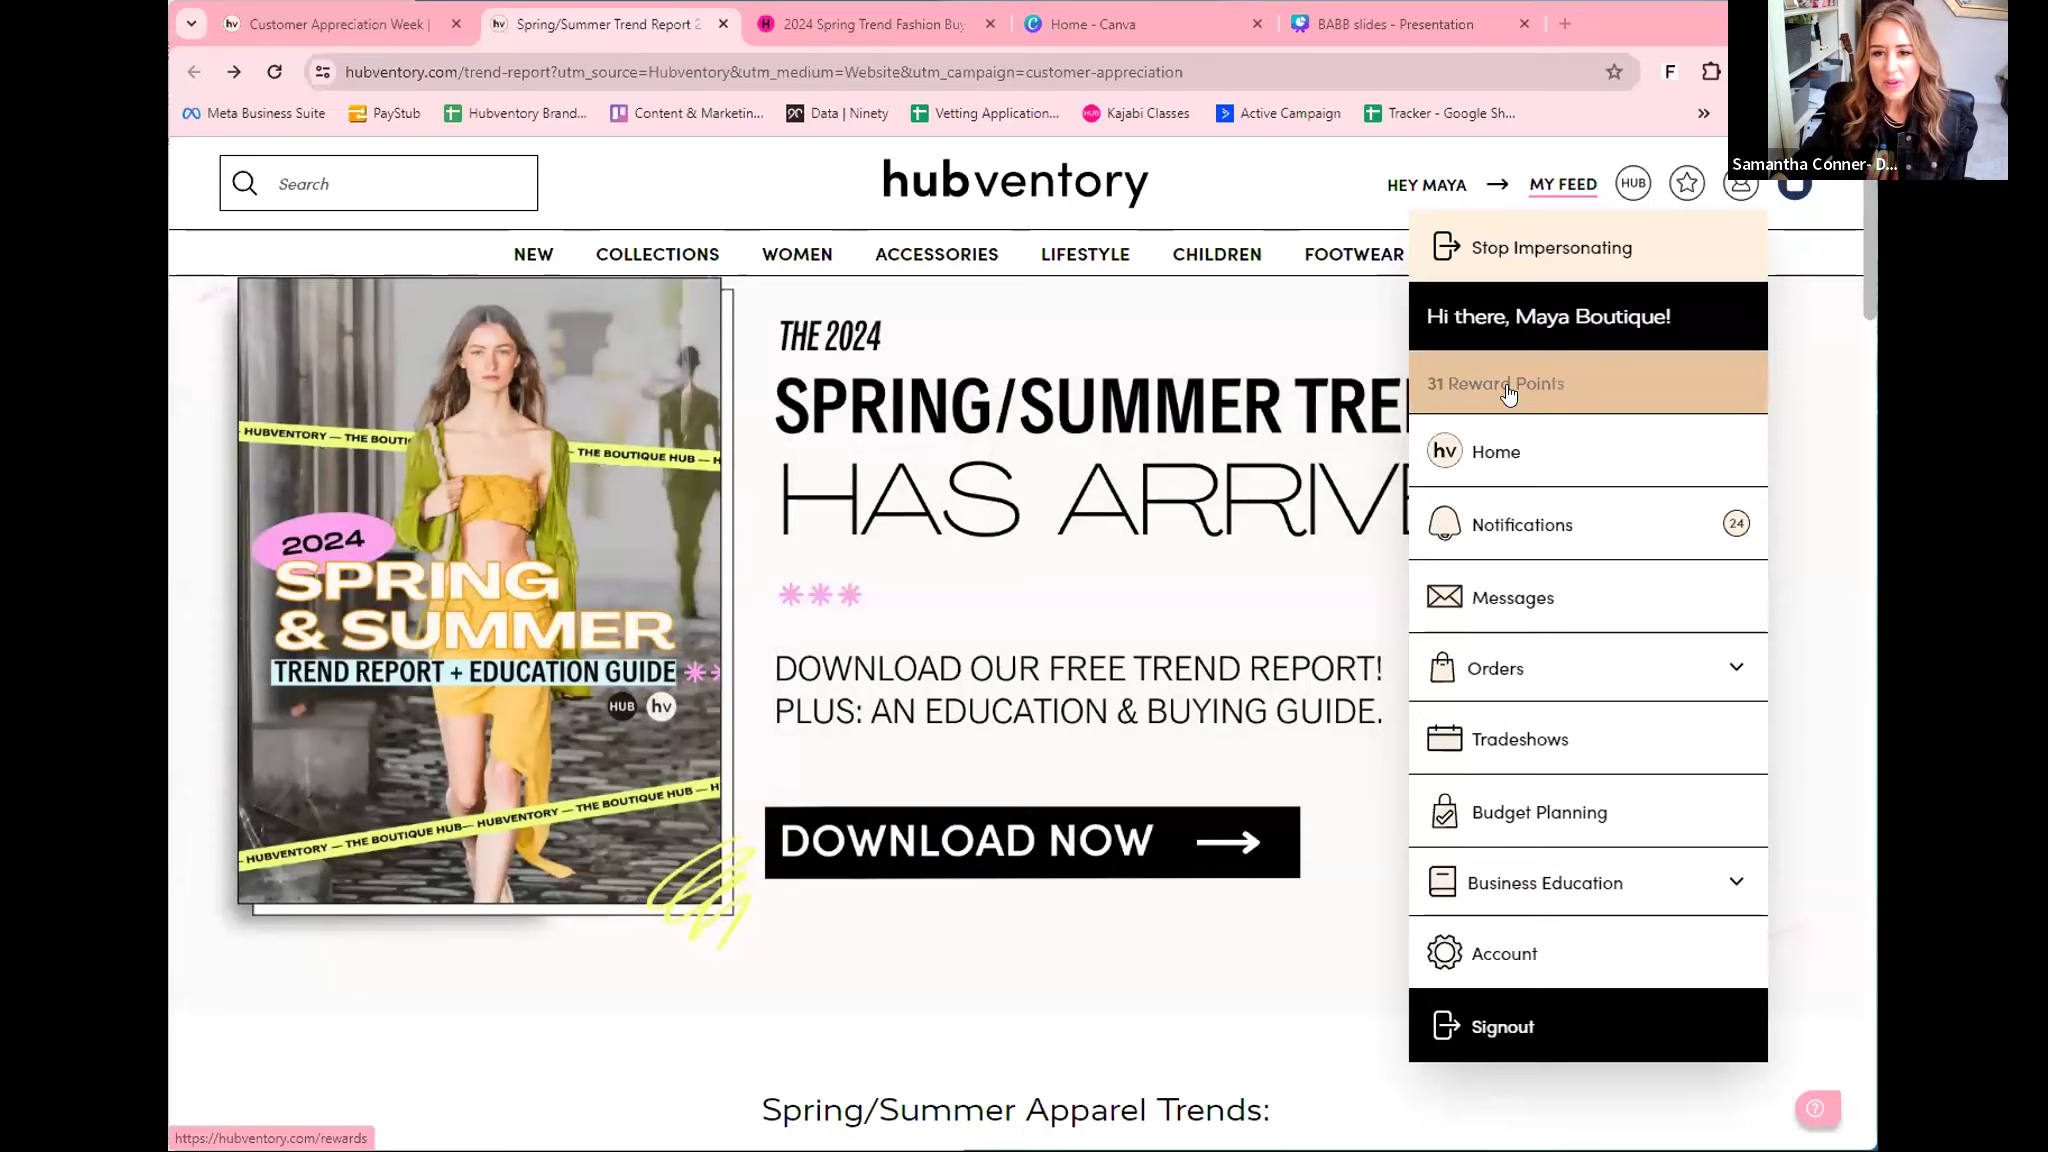 Customer Appreciation Week |
Spring/Summer Trend Report 2
2024 Spring Trend Fashion Buy
Home - Canva
BABB slides - Presentation
hubventory.com/trend-report?utm_source=Hubventory&utm_medium=Website&utm_campaign=customer-appreciation
F
Meta Business Suite
PayStub
Hubventory Brand...
Content & Marketin...
Data | Ninety
Vetting Application...
Kajabi Classes
Active Campaign
Tracker - Google Sh...
Samantha Conner- D...
Search
hubventory
HEY MAYA
MY FEED
HUB
NEW
COLLECTIONS
WOMEN
ACCESSORIES
LIFESTYLE
CHILDREN
FOOTWEAR
Stop Impersonating
Hi there, Maya Boutique!
31 Reward Points
hv Home
Notifications 24
Messages
Orders
Tradeshows
Budget Planning
Business Education
Account
Signout
HUBVENTORY — THE BOUTI
THE BOUTIQUE HUB — H
2024
SPRING
& SUMMER
TREND REPORT + EDUCATION GUIDE
HUB hv
HUBVENTORY — THE BOUTIQUE HUB— HUBVENTORY — THE BOUTIQUE HUB — H
THE 2024
SPRING/SUMMER TRE
HAS ARRIVE
DOWNLOAD OUR FREE TREND REPORT!
PLUS: AN EDUCATION & BUYING GUIDE.
DOWNLOAD NOW
Spring/Summer Apparel Trends:
https://hubventory.com/rewards